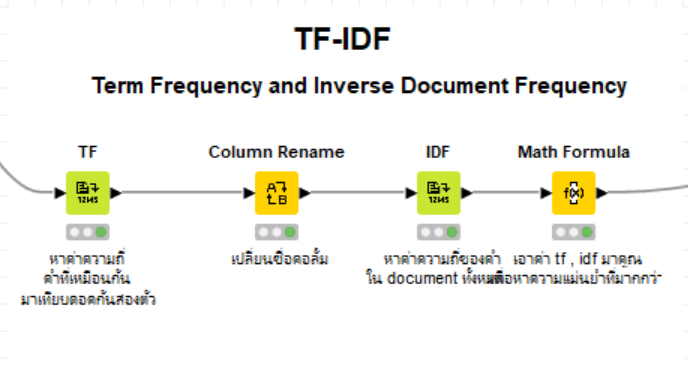 TF-IDF
Term Frequency and Inverse Document Frequency
TF
Column Rename
IDF
Math Formula
หาค่าความถี่
คำที่เหมือนกัน
มาเทียบดอคกันสองตัว
เปลี่ยนชื่อคอลั้ม
หาค่าความถี่ของคำ
ใน document ทั้งหมด
เอาค่า tf , idf มาคูณ
เพื่อหาความแม่นยำที่มากกว่า